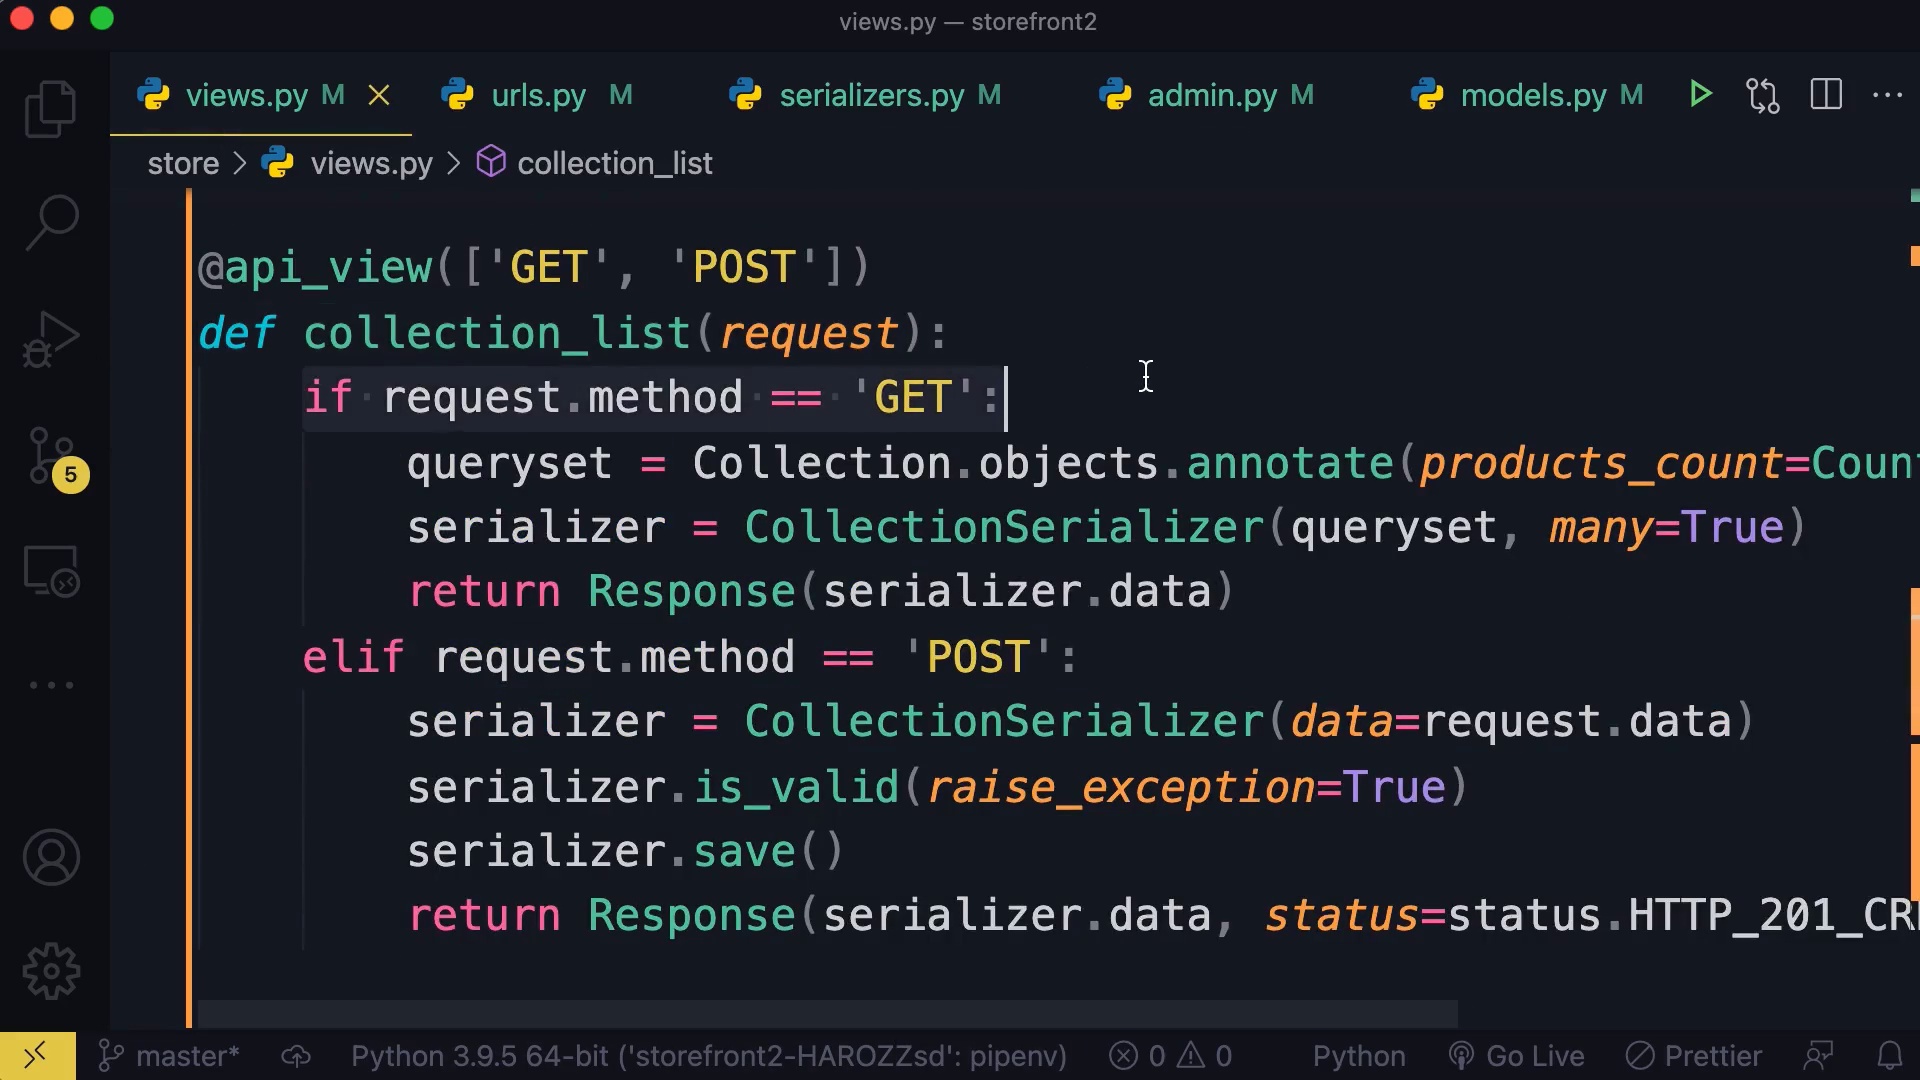 views.py — storefront2
views.py M urls.py M serializers.py M admin.py M models.py M
store > views.py > collection_list
@api_view(['GET', 'POST'])
def collection_list(request):
if request.method == 'GET':
queryset = Collection.objects.annotate(products_count=Coun
serializer = CollectionSerializer(queryset, many=True)
return Response(serializer.data)
elif request.method == 'POST':
serializer = CollectionSerializer(data=request.data)
serializer.is_valid(raise_exception=True)
serializer.save()
return Response(serializer.data, status=status.HTTP_201_CR
5
master* Python 3.9.5 64-bit ('storefront2-HAROZZsd': pipenv) 0 0 Python Go Live Prettier